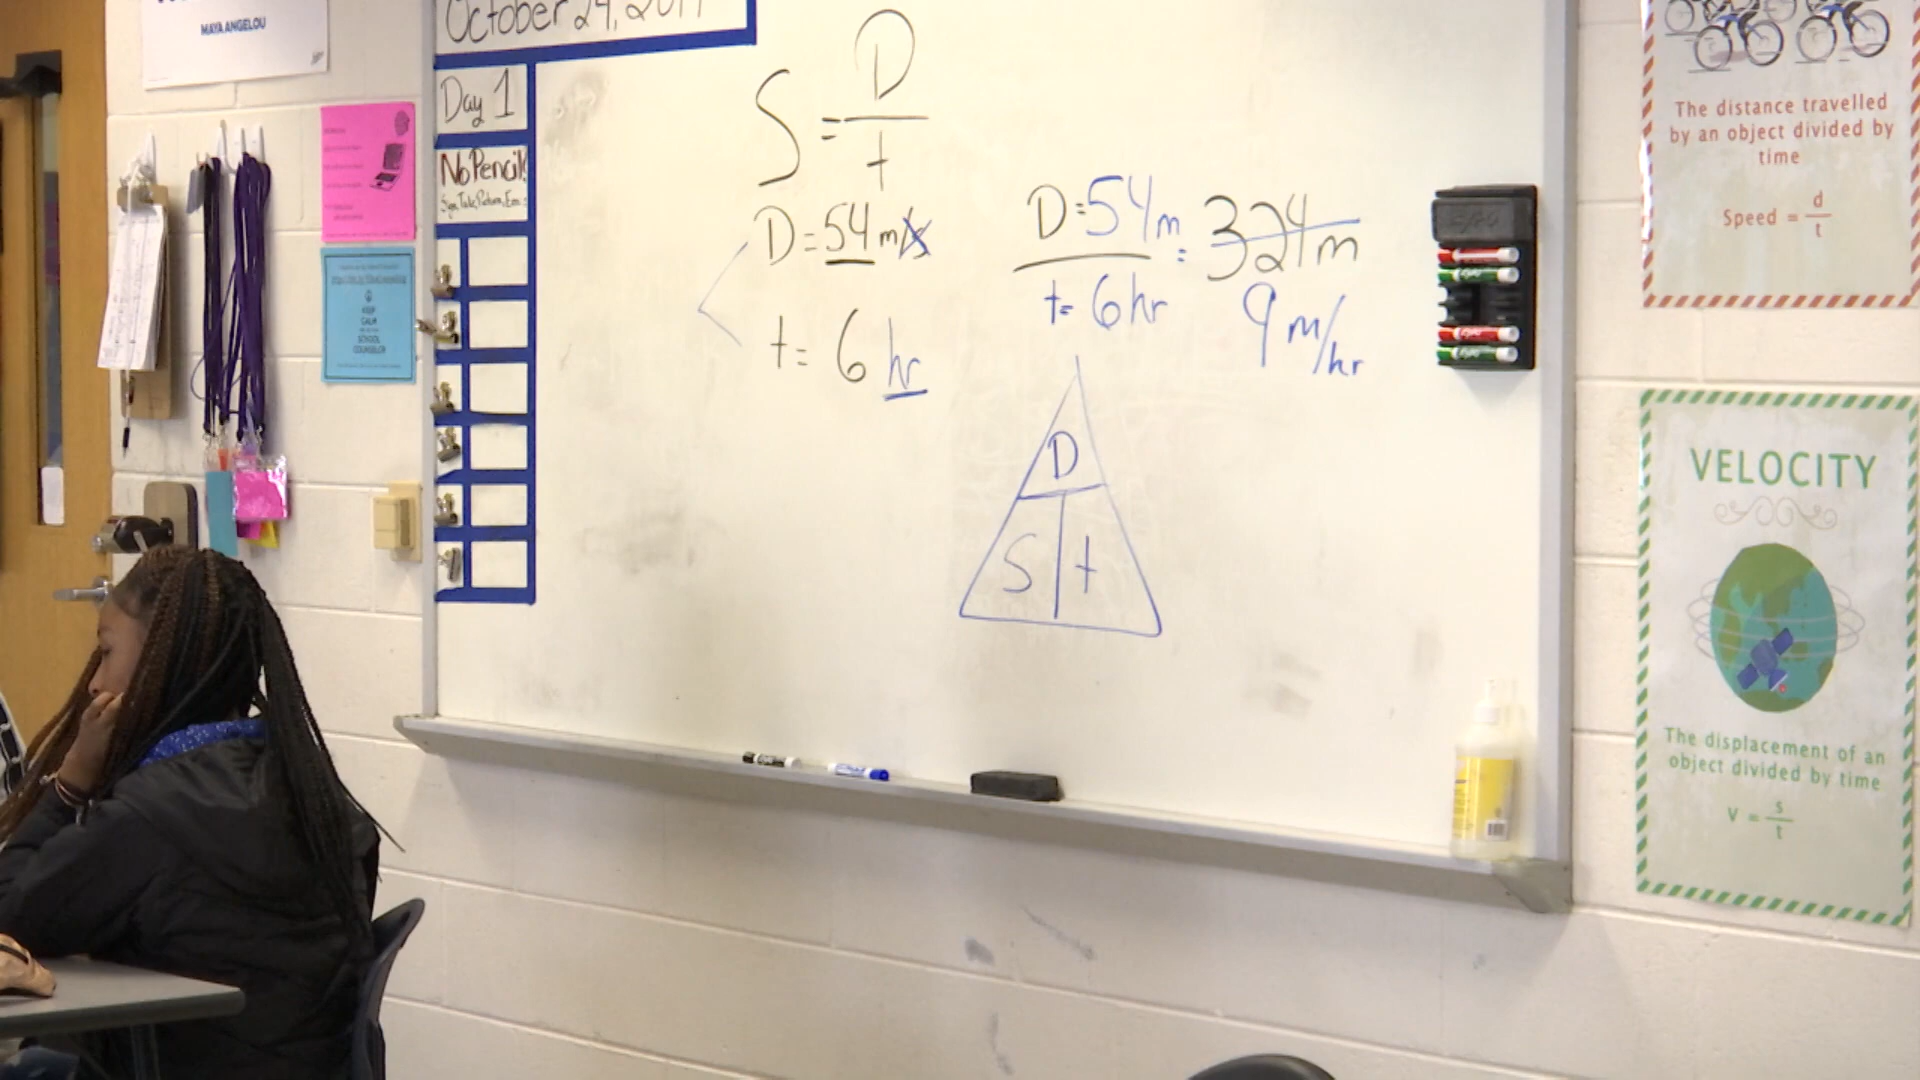 MAYA ANGELOU
October 24, 2017
Day 1
No Pencil!
S = D / t
D = 54 m/s
t = 6 hr
D = 54 m = 324 m
t = 6 hr 9 m/hr
D
S t
EXPO
KEEP
CALM
SCHOOL
COUNSELOR
The distance travelled
by an object divided by
time
Speed = d / t
VELOCITY
The displacement of an
object divided by time
V = s / t